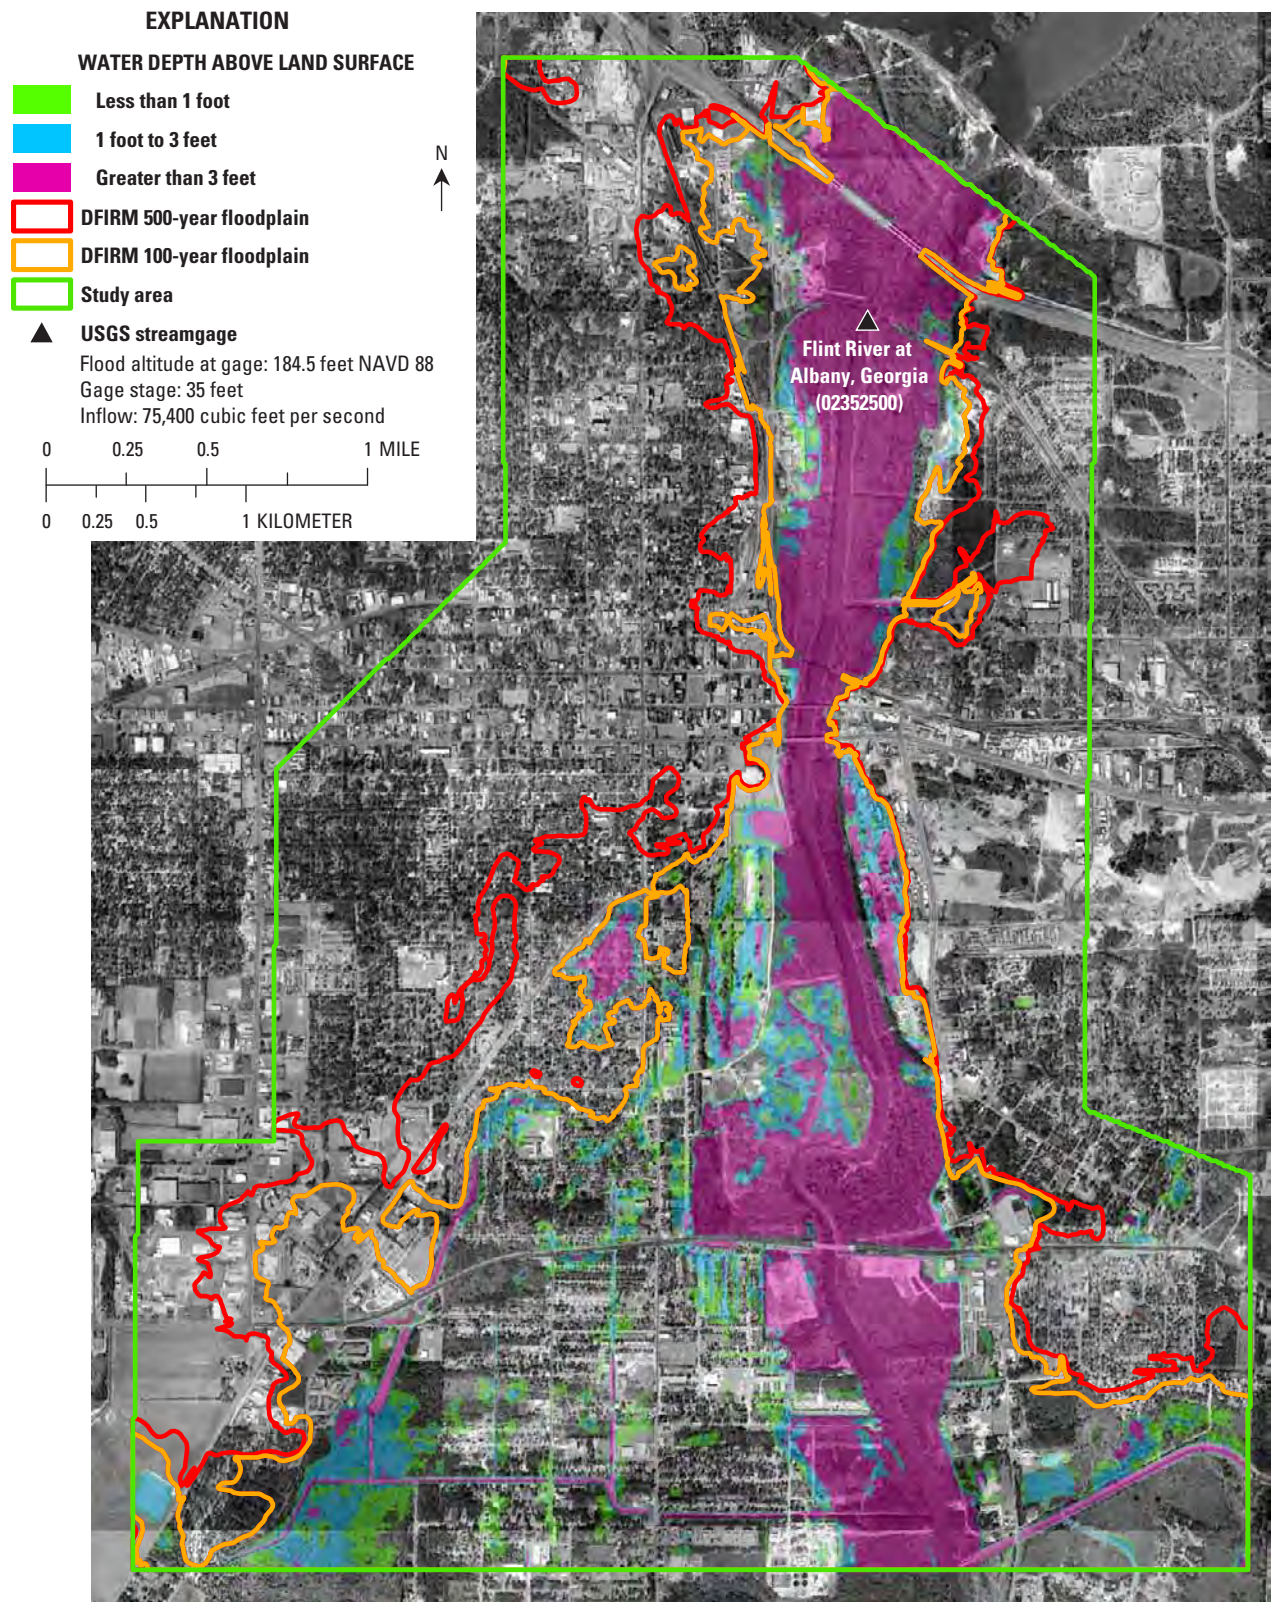 EXPLANATION
WATER DEPTH ABOVE LAND SURFACE
Less than 1 foot
1 foot to 3 feet
Greater than 3 feet
DFIRM 500-year floodplain
DFIRM 100-year floodplain
Study area
USGS streamgage
Flood altitude at gage: 184.5 feet NAVD 88
Gage stage: 35 feet
Inflow: 75,400 cubic feet per second
N
0 0.25 0.5 1 MILE
0 0.25 0.5 1 KILOMETER
Flint River at
Albany, Georgia
(02352500)